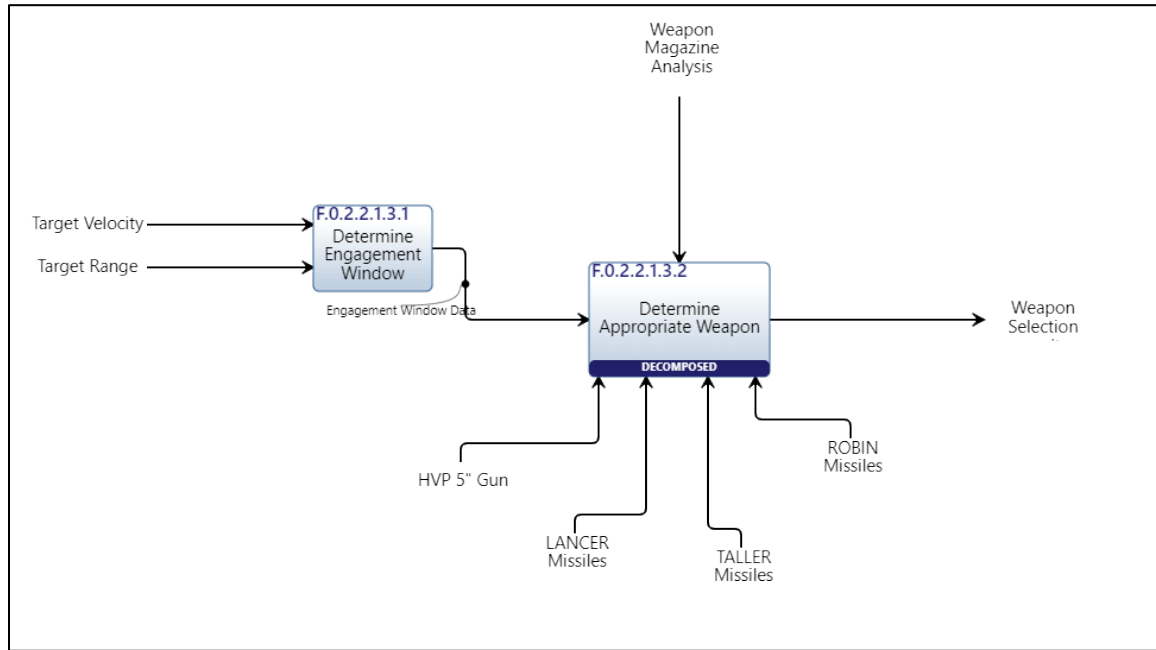 Weapon
Magazine
Analysis
F.0.2.2.1.3.1
Target Velocity
Determine
Engagement
Window
Target Range
F.0.2.2.1.3.2
Engagement Window Data
Determine
Appropriate Weapon
Weapon
Selection
DECOMPOSED
HVP 5" Gun
ROBIN
Missiles
LANCER
Missiles
TALLER
Missiles